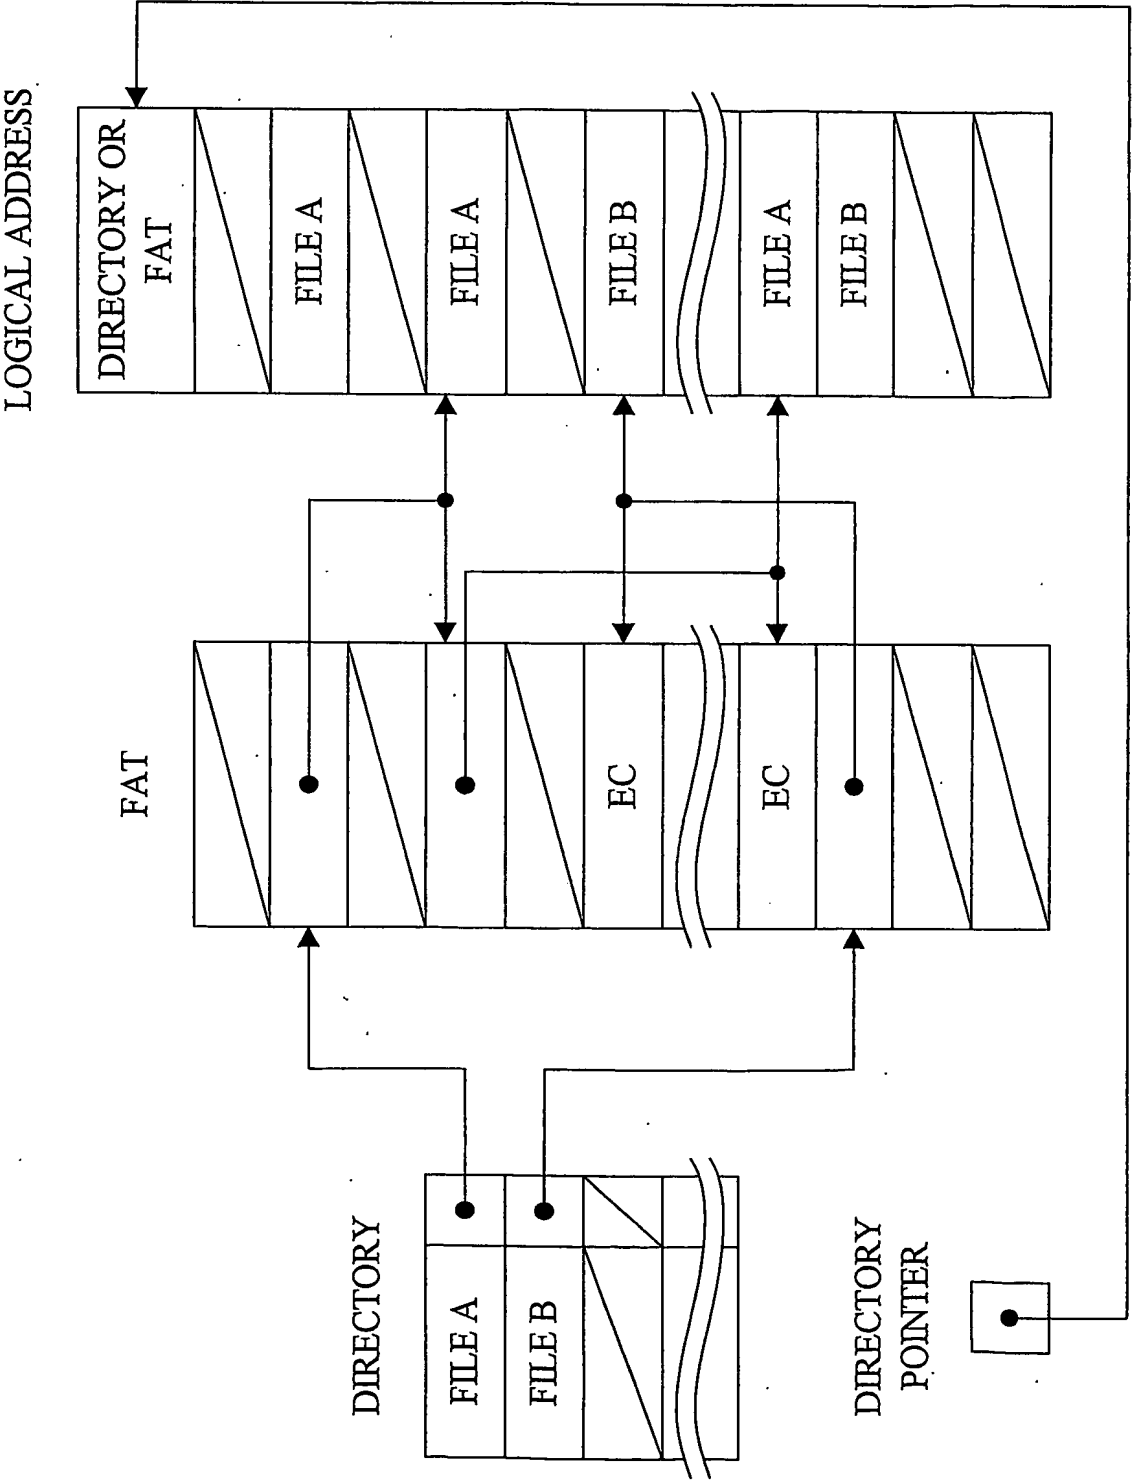 DIRECTORY
FILE A
FILE B
DIRECTORY
POINTER
FAT
EC
EC
LOGICAL ADDRESS
DIRECTORY OR
FAT
FILE A
FILE A
FILE B
FILE A
FILE B